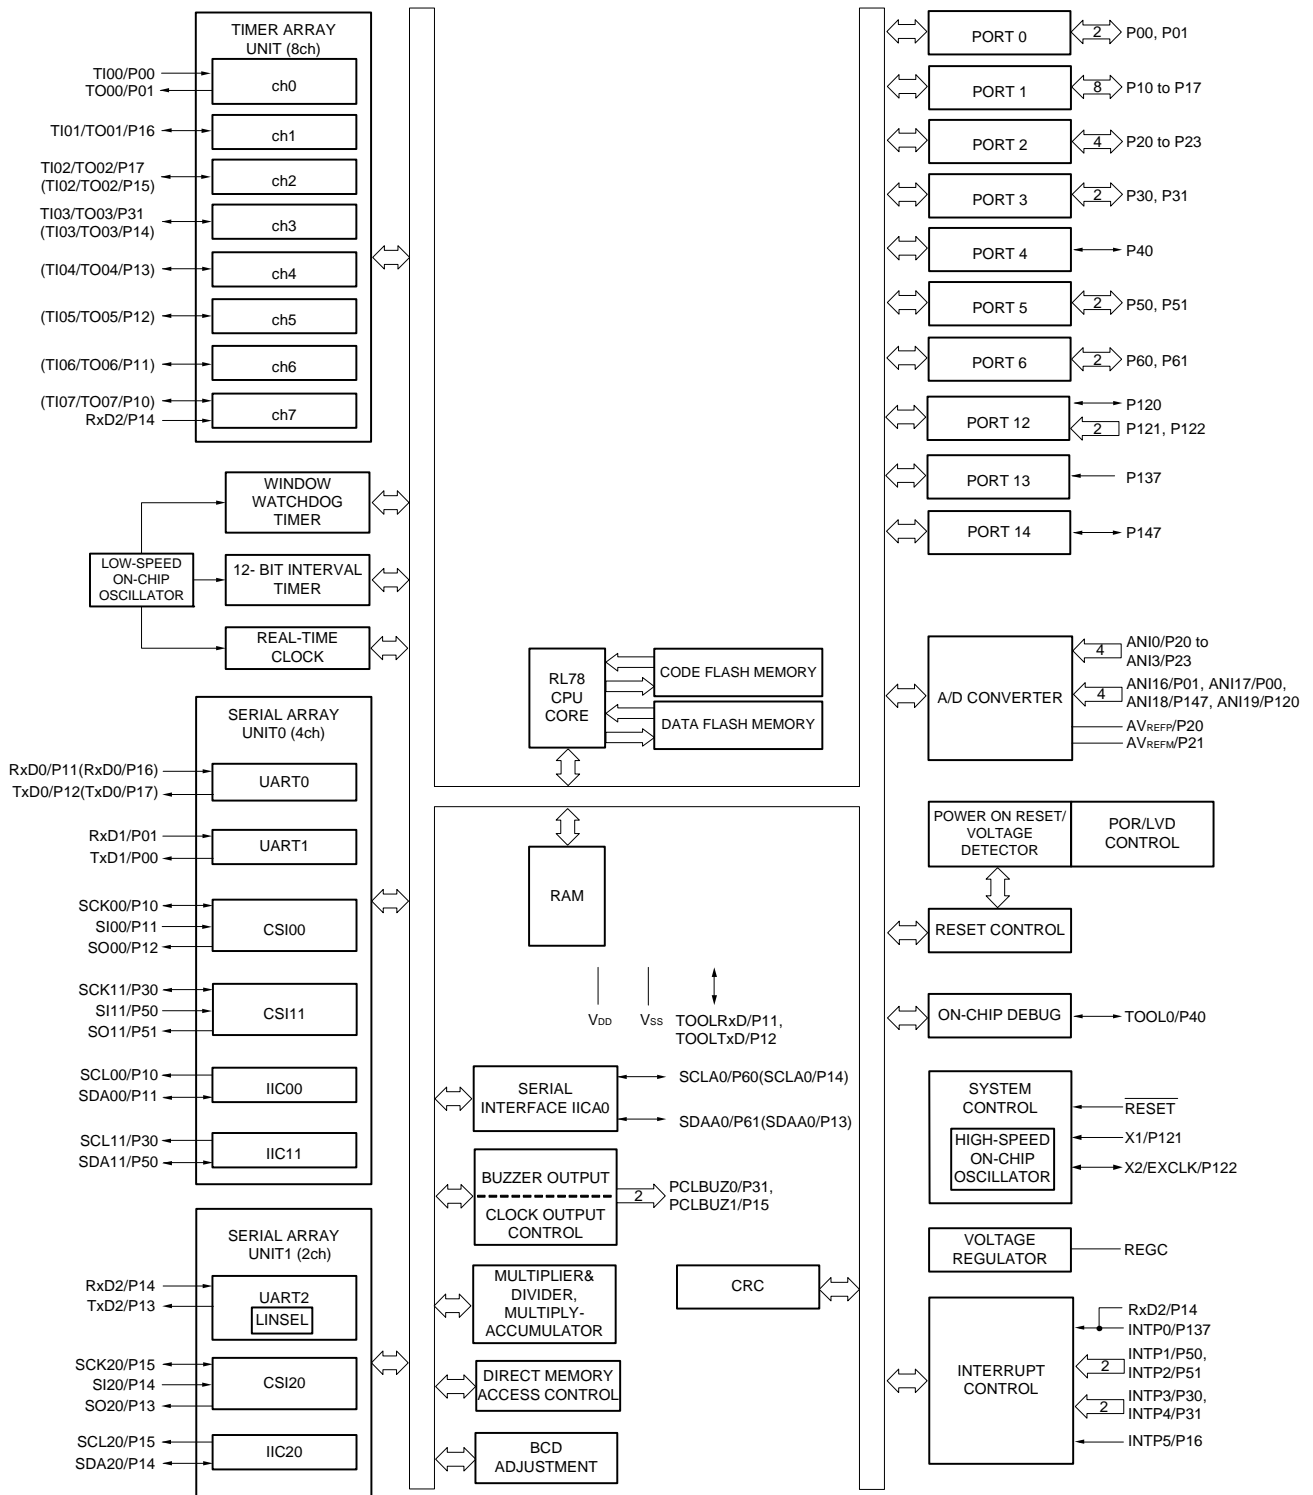 TIMER ARRAY
UNIT (8ch)
TI00/P00
TO00/P01
ch0
TI01/TO01/P16
ch1
TI02/TO02/P17
(TI02/TO02/P15)
ch2
TI03/TO03/P31
(TI03/TO03/P14)
ch3
(TI04/TO04/P13)
ch4
(TI05/TO05/P12)
ch5
(TI06/TO06/P11)
ch6
(TI07/TO07/P10)
RxD2/P14
ch7
WINDOW
WATCHDOG
TIMER
LOW-SPEED
ON-CHIP
OSCILLATOR
12- BIT INTERVAL
TIMER
REAL-TIME
CLOCK
SERIAL ARRAY
UNIT0 (4ch)
RxD0/P11(RxD0/P16)
TxD0/P12(TxD0/P17)
UART0
RxD1/P01
TxD1/P00
UART1
SCK00/P10
SI00/P11
SO00/P12
CSI00
SCK11/P30
SI11/P50
SO11/P51
CSI11
SCL00/P10
SDA00/P11
IIC00
SCL11/P30
SDA11/P50
IIC11
SERIAL ARRAY
UNIT1 (2ch)
RxD2/P14
TxD2/P13
UART2
LINSEL
SCK20/P15
SI20/P14
SO20/P13
CSI20
SCL20/P15
SDA20/P14
IIC20
RL78
CPU
CORE
CODE FLASH MEMORY
DATA FLASH MEMORY
RAM
VDD
VSS
TOOLRxD/P11,
TOOLTxD/P12
SERIAL
INTERFACE IICA0
SCLA0/P60(SCLA0/P14)
SDAA0/P61(SDAA0/P13)
BUZZER OUTPUT
CLOCK OUTPUT
CONTROL
2
PCLBUZ0/P31,
PCLBUZ1/P15
MULTIPLIER&
DIVIDER,
MULTIPLY-
ACCUMULATOR
CRC
DIRECT MEMORY
ACCESS CONTROL
BCD
ADJUSTMENT
PORT 0
2
P00, P01
PORT 1
8
P10 to P17
PORT 2
4
P20 to P23
PORT 3
2
P30, P31
PORT 4
P40
PORT 5
2
P50, P51
PORT 6
2
P60, P61
PORT 12
P120
2
P121, P122
PORT 13
P137
PORT 14
P147
A/D CONVERTER
4
ANI0/P20 to
ANI3/P23
4
ANI16/P01, ANI17/P00,
ANI18/P147, ANI19/P120
AVREFP/P20
AVREFM/P21
POWER ON RESET/
VOLTAGE
DETECTOR
POR/LVD
CONTROL
RESET CONTROL
ON-CHIP DEBUG
TOOL0/P40
SYSTEM
CONTROL
HIGH-SPEED
ON-CHIP
OSCILLATOR
RESET
X1/P121
X2/EXCLK/P122
VOLTAGE
REGULATOR
REGC
INTERRUPT
CONTROL
RxD2/P14
INTP0/P137
2
INTP1/P50,
INTP2/P51
2
INTP3/P30,
INTP4/P31
INTP5/P16